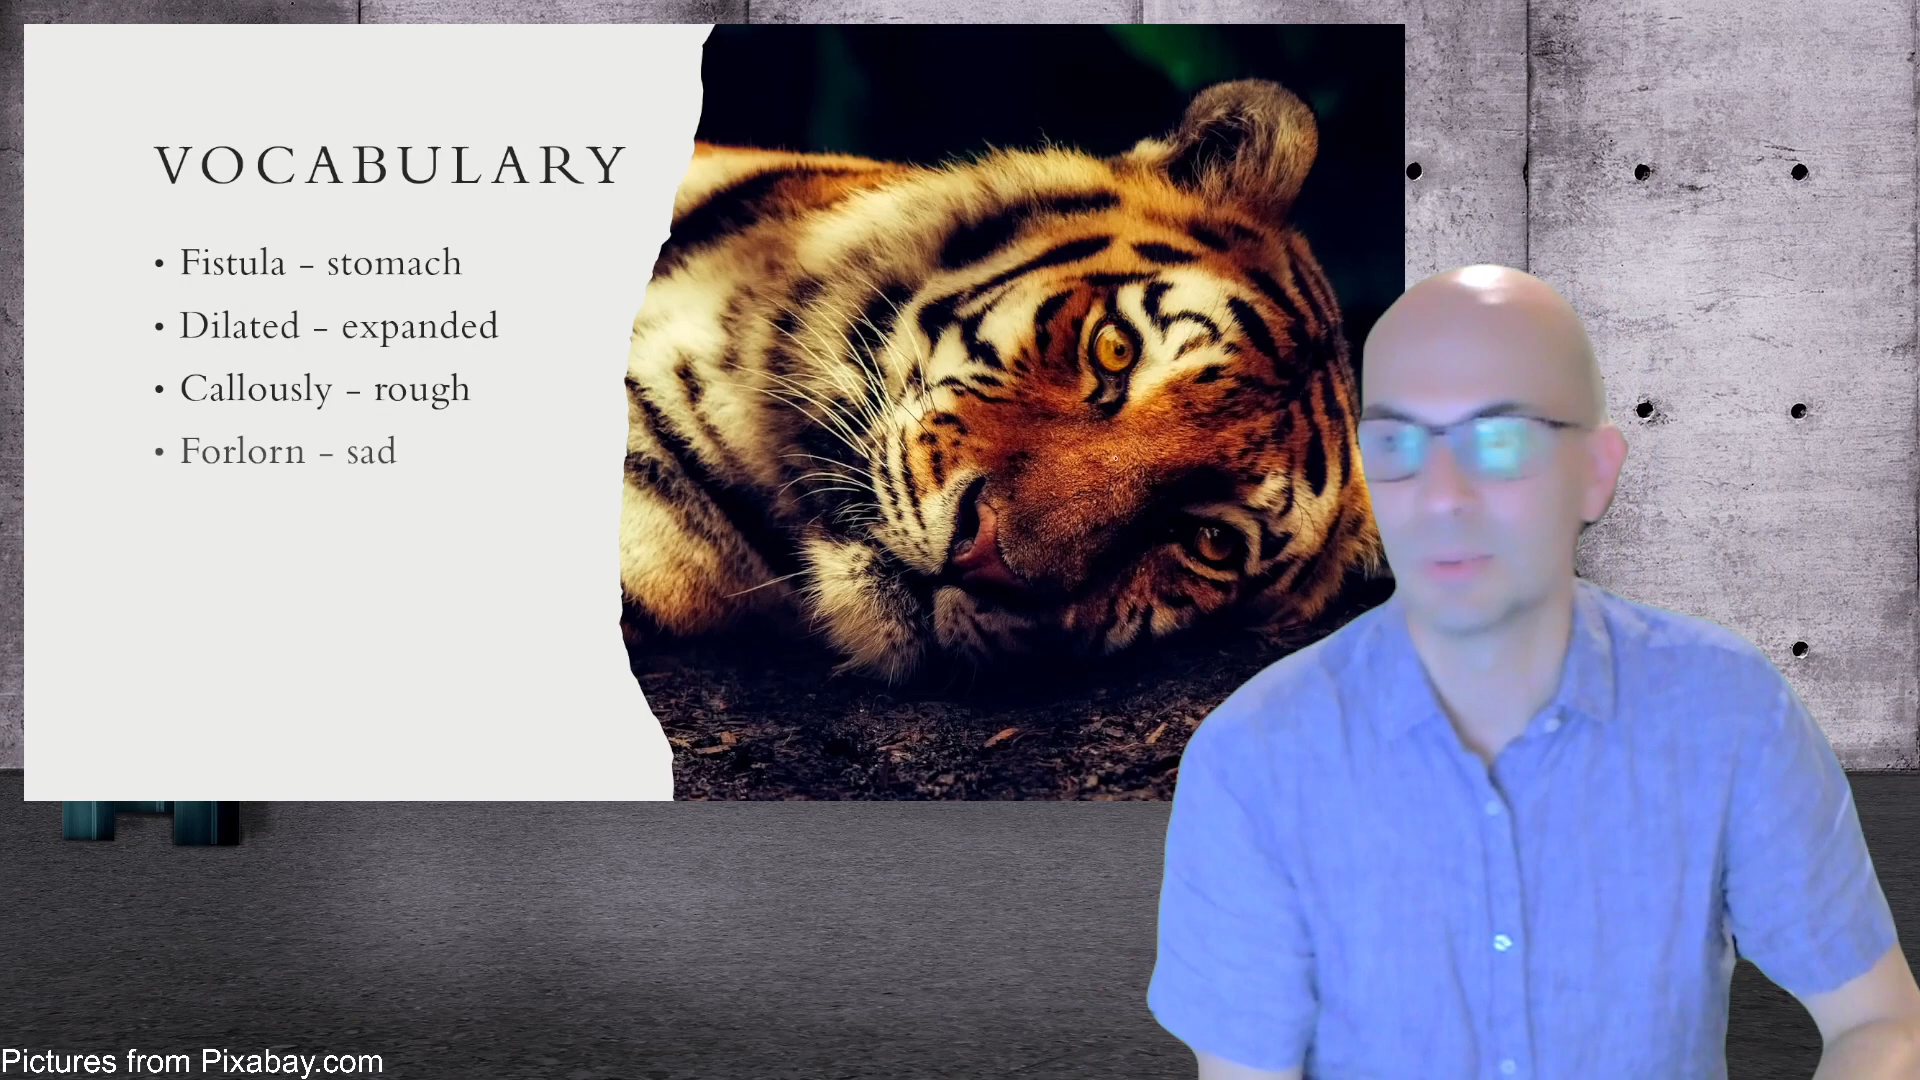 VOCABULARY
• Fistula – stomach
• Dilated – expanded
• Callously – rough
• Forlorn – sad
Pictures from Pixabay.com